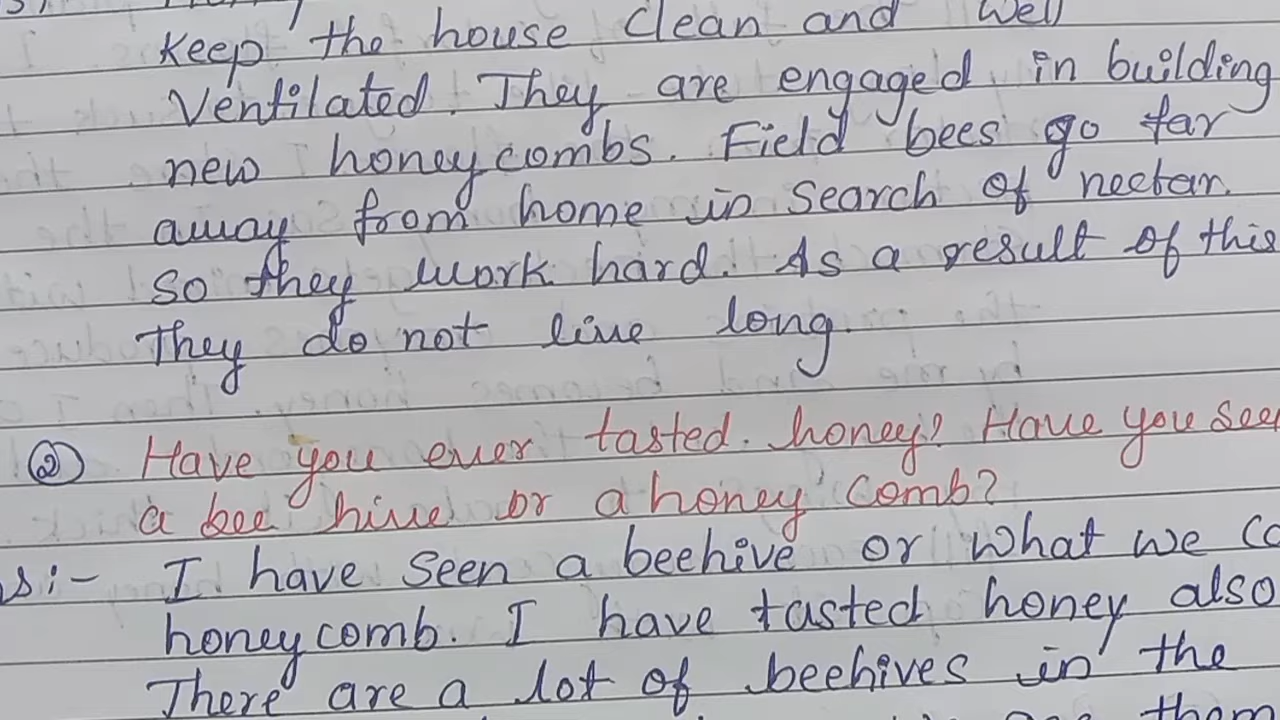 keep the house clean and well
Ventilated. They are engaged in building
new honeycombs. Field bees go far
away from home in search of nectar.
so they work hard. As a result of this
They do not live long.
② Have you ever tasted. honey? Have you see
a bee hive or a honey comb?
s:- I have seen a beehive or what we ca
honeycomb. I have tasted honey also
There are a lot of beehives in the
them